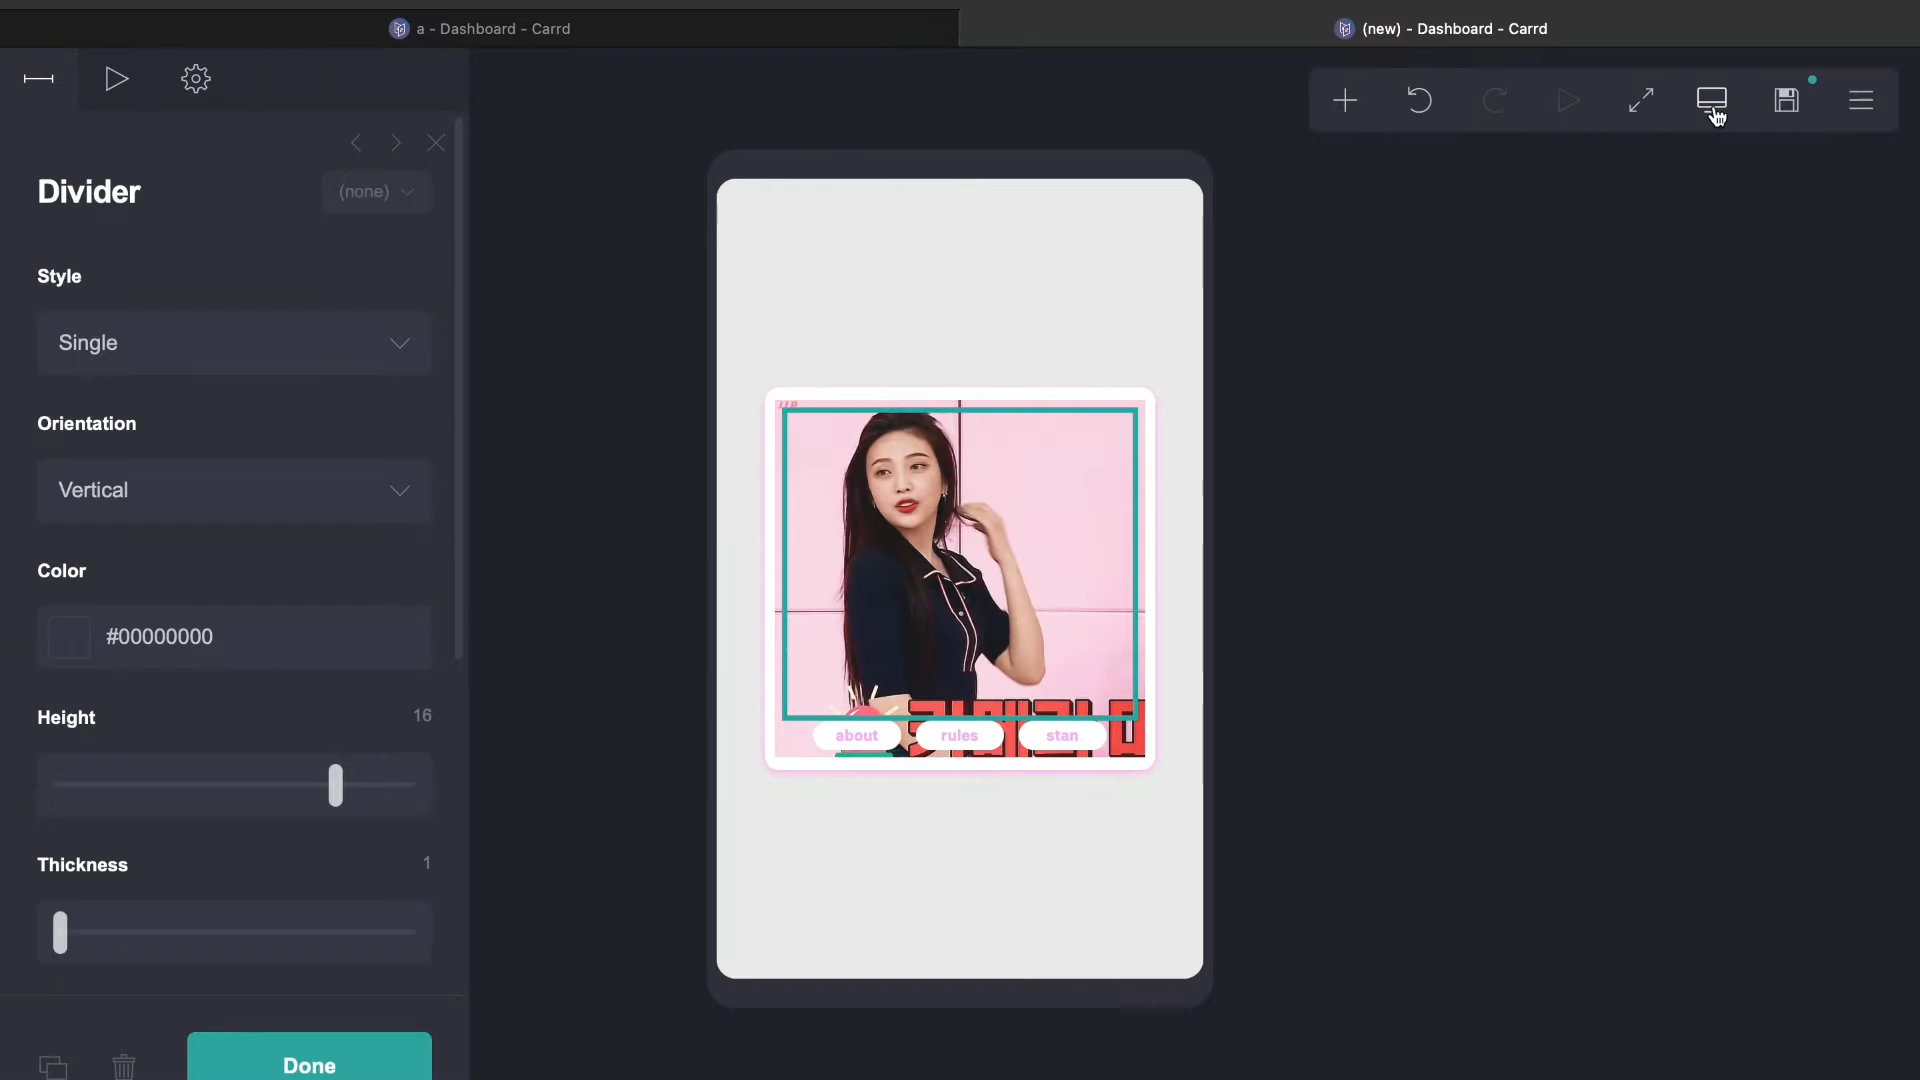 a - Dashboard - Carrd
(new) - Dashboard - Carrd
Divider
(none)
Style
Single
Orientation
Vertical
Color
#00000000
Height
16
Thickness
1
Done
about
rules
stan